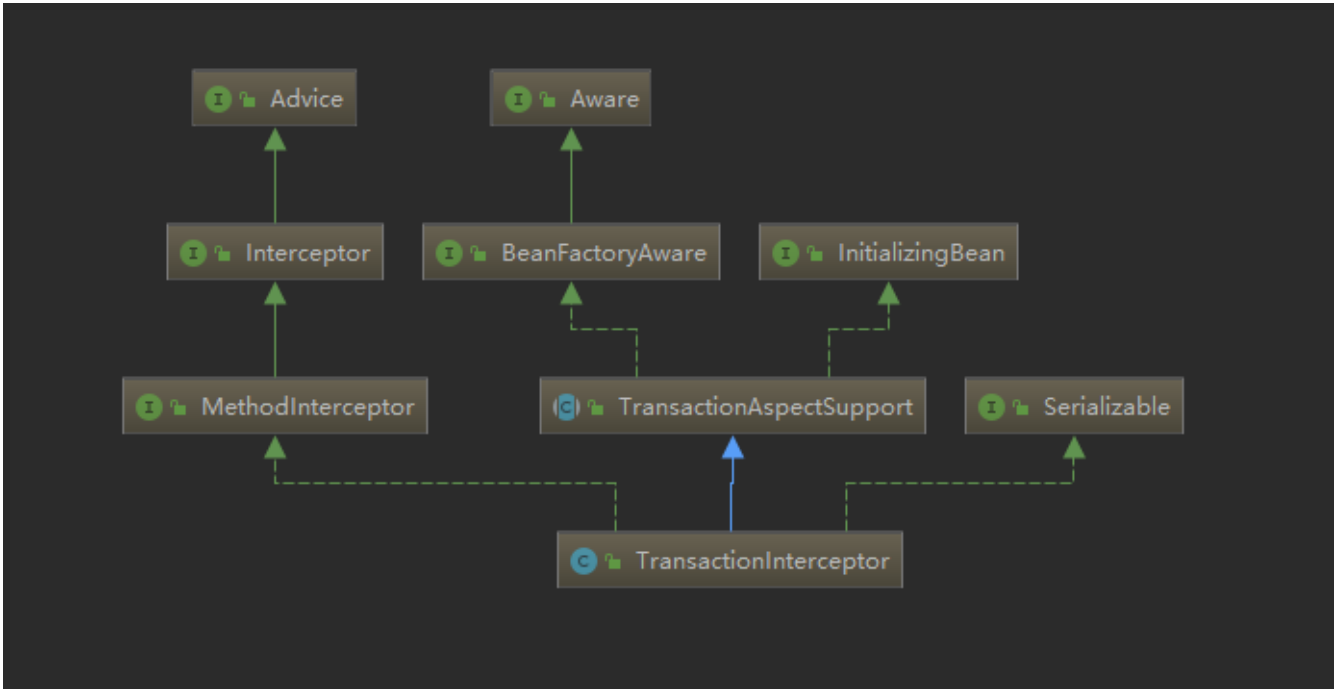 I Advice
I Aware
I Interceptor
I BeanFactoryAware
I InitializingBean
I MethodInterceptor
C TransactionAspectSupport
I Serializable
C TransactionInterceptor